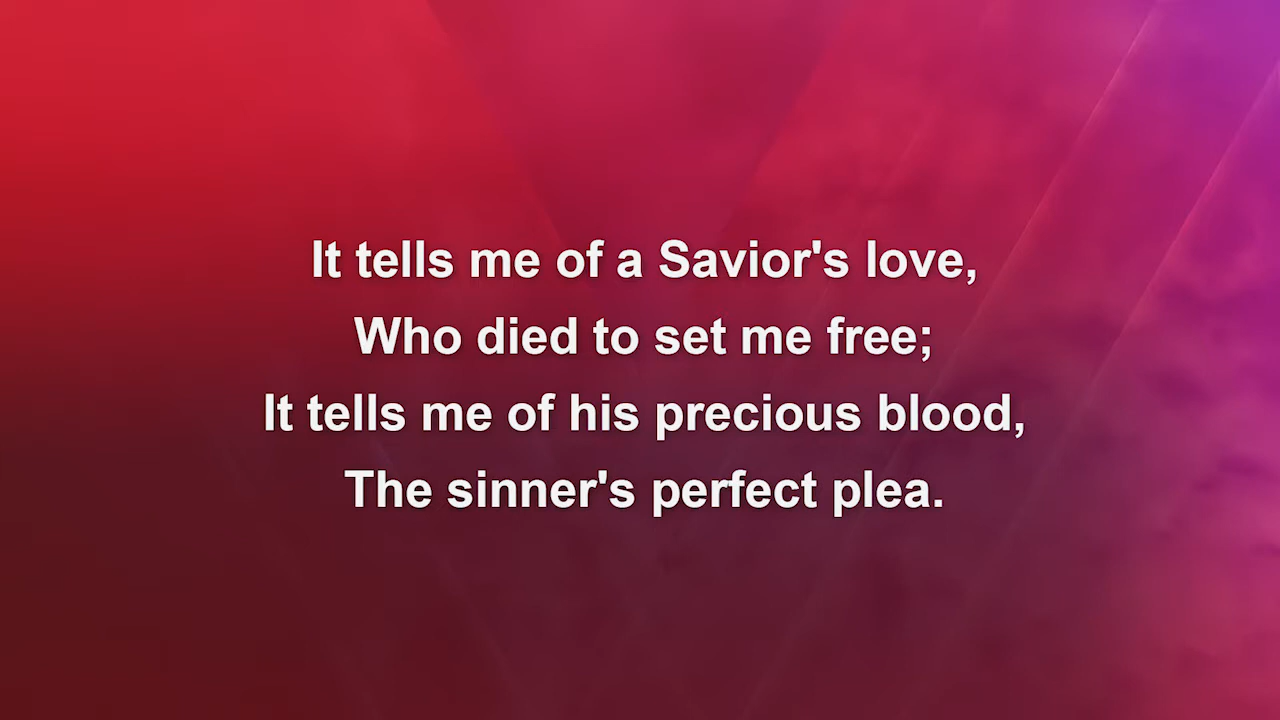 It tells me of a Savior's love,
Who died to set me free;
It tells me of his precious blood,
The sinner's perfect plea.